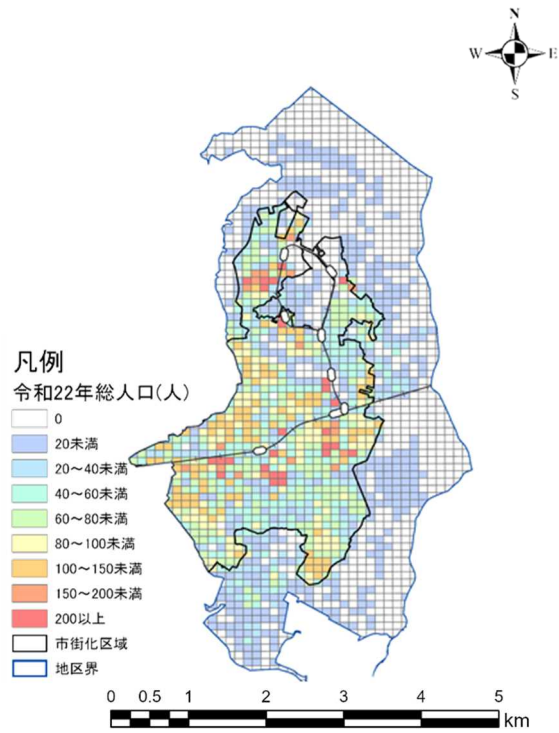 N
W E
S
凡例
令和22年総人口(人)
0
20未満
20～40未満
40～60未満
60～80未満
80～100未満
100～150未満
150～200未満
200以上
市街化区域
地区界
0 0.5 1 2 3 4 5
km